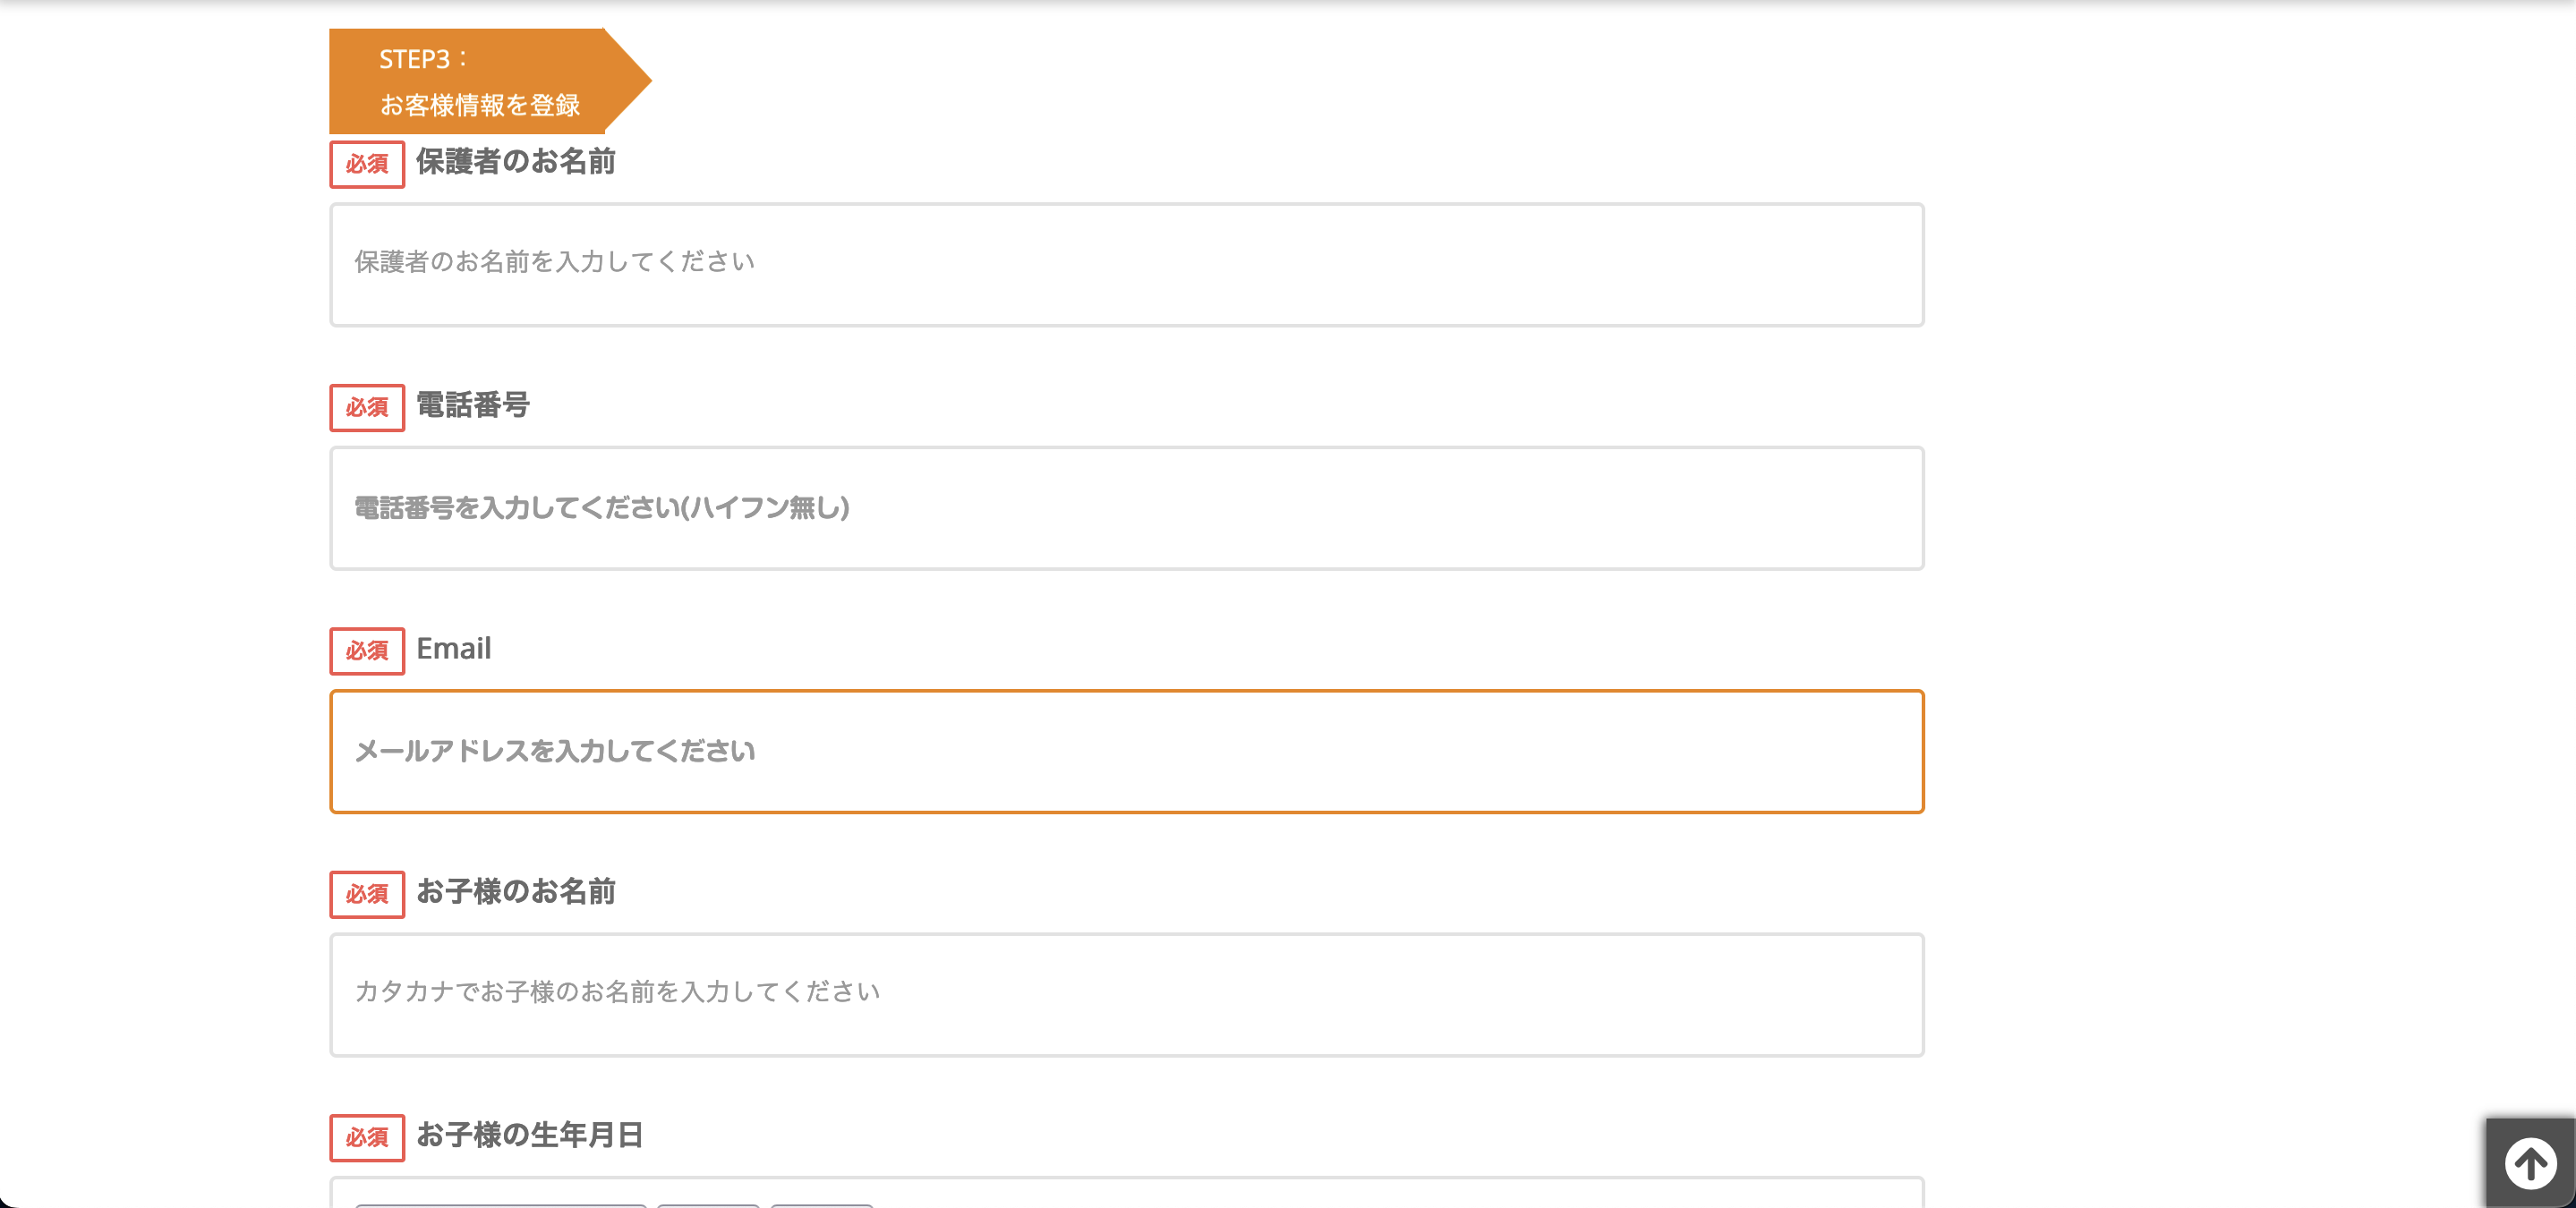 STEP3：
お客様情報を登録
必須 保護者のお名前
保護者のお名前を入力してください
必須 電話番号
電話番号を入力してください(ハイフン無し)
必須 Email
メールアドレスを入力してください
必須 お子様のお名前
カタカナでお子様のお名前を入力してください
必須 お子様の生年月日